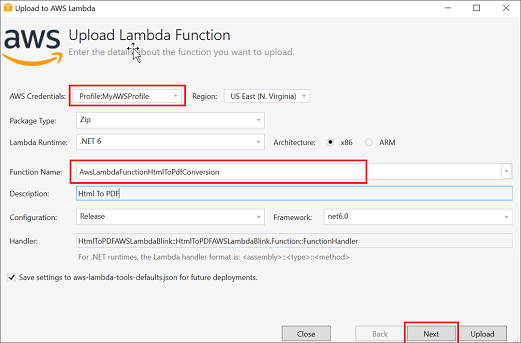 Upload to AWS Lambda
aws
Upload Lambda Function
Enter the details about the function you want to upload.
AWS Credentials: Profile:MyAWSProfile Region: US East (N. Virginia)
Package Type: Zip
Lambda Runtime: .NET 6 Architecture: x86 ARM
Function Name: AwsLambdaFunctionHtmlToPdfConversion
Description: Html To PDF
Configuration: Release Framework: net6.0
Handler: HtmlToPDFAWSLambdaBlink::HtmlToPDFAWSLambdaBlink.Function::FunctionHandler
For .NET runtimes, the Lambda handler format is: <assembly>::<type>::<method>
Save settings to aws-lambda-tools-defaults.json for future deployments.
Close Back Next Upload